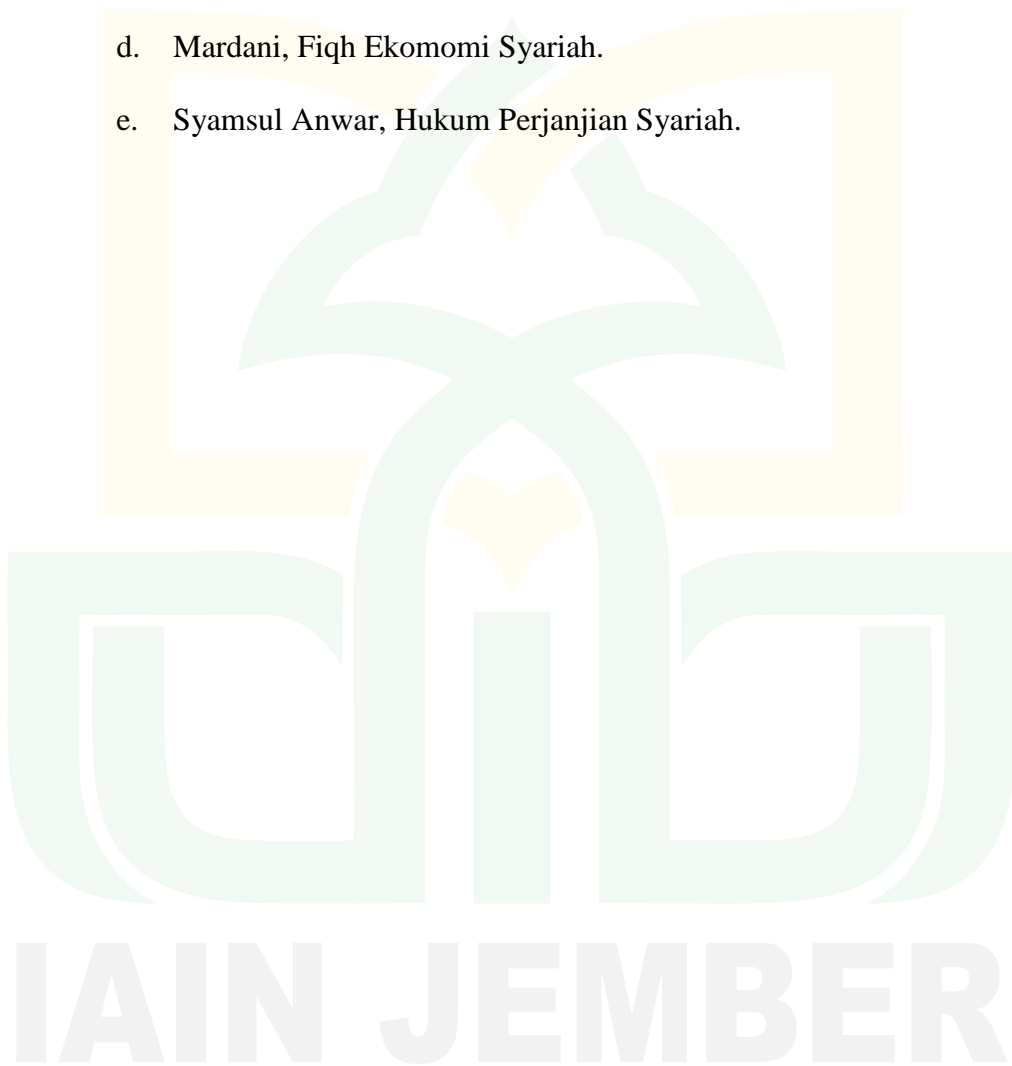 d. Mardani, Fiqh Ekomomi Syariah.
e. Syamsul Anwar, Hukum Perjanjian Syariah.
IAIN JEMBER